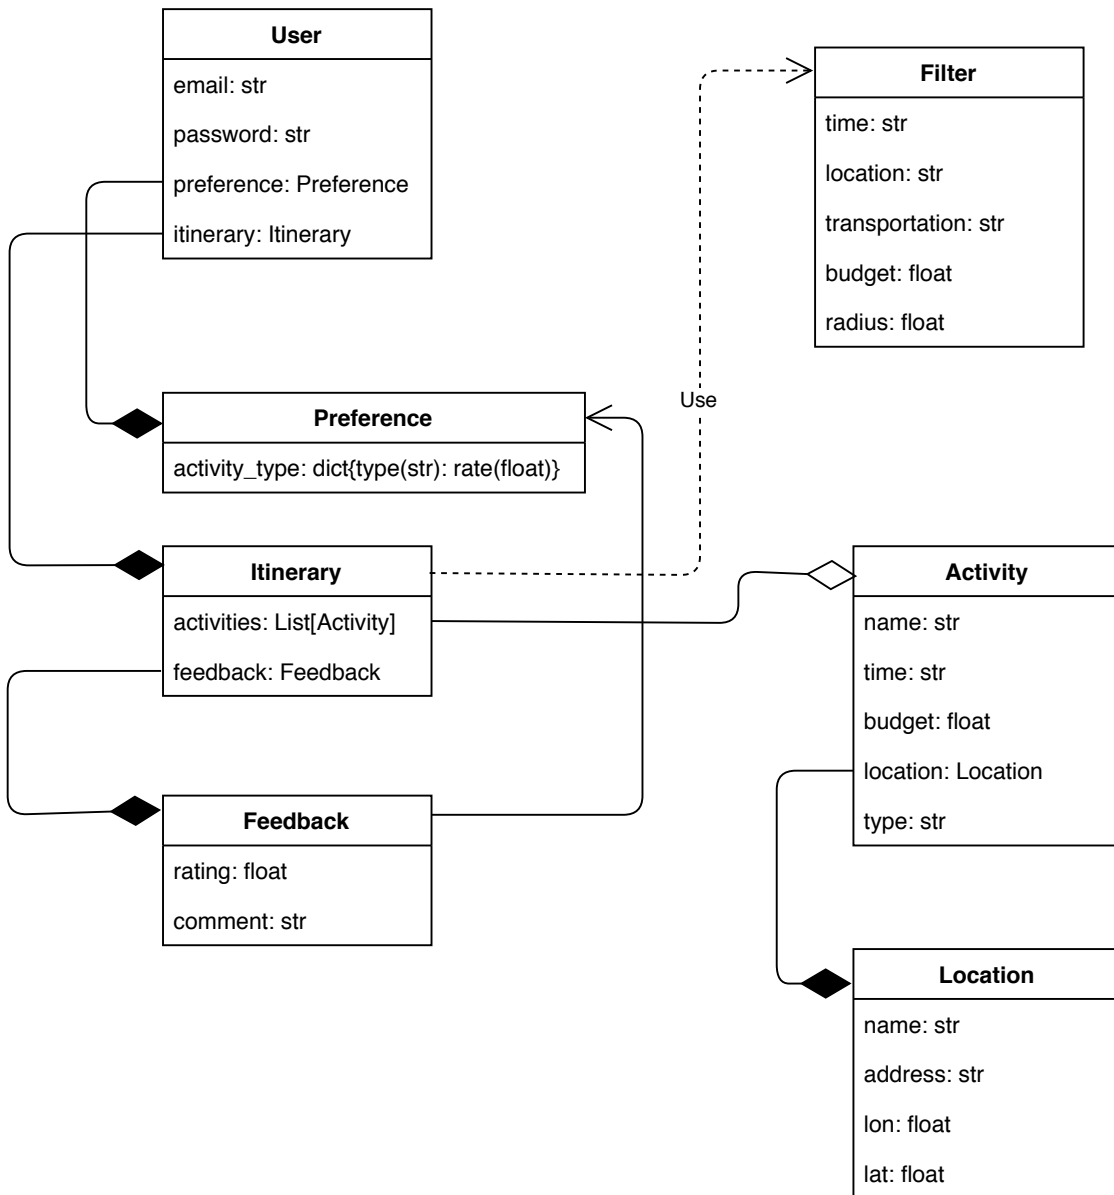 User
email: str
password: str
preference: Preference
itinerary: Itinerary
Filter
time: str
location: str
transportation: str
budget: float
radius: float
Use
Preference
activity_type: dict{type(str): rate(float)}
Itinerary
activities: List[Activity]
feedback: Feedback
Activity
name: str
time: str
budget: float
location: Location
type: str
Feedback
rating: float
comment: str
Location
name: str
address: str
lon: float
lat: float